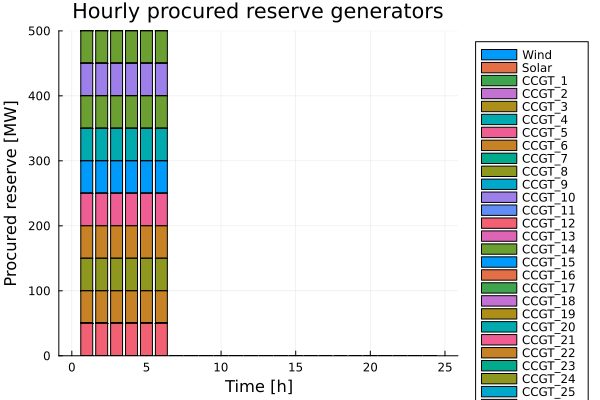 Hourly procured reserve generators
Procured reserve [MW]
500
400
300
200
100
0
0 5 10 15 20 25
Time [h]
Wind
Solar
CCGT_1
CCGT_2
CCGT_3
CCGT_4
CCGT_5
CCGT_6
CCGT_7
CCGT_8
CCGT_9
CCGT_10
CCGT_11
CCGT_12
CCGT_13
CCGT_14
CCGT_15
CCGT_16
CCGT_17
CCGT_18
CCGT_19
CCGT_20
CCGT_21
CCGT_22
CCGT_23
CCGT_24
CCGT_25